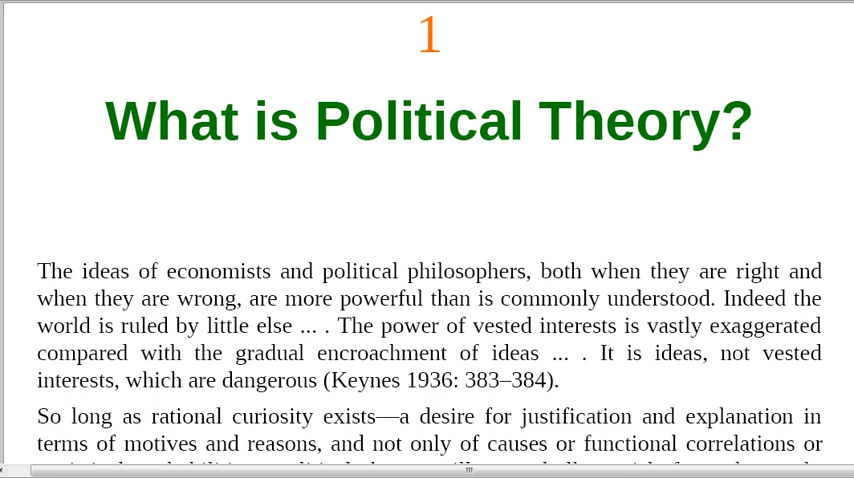 1
What is Political Theory?
The ideas of economists and political philosophers, both when they are right and
when they are wrong, are more powerful than is commonly understood. Indeed the
world is ruled by little else ... . The power of vested interests is vastly exaggerated
compared with the gradual encroachment of ideas ... . It is ideas, not vested
interests, which are dangerous (Keynes 1936: 383–384).
So long as rational curiosity exists—a desire for justification and explanation in
terms of motives and reasons, and not only of causes or functional correlations or